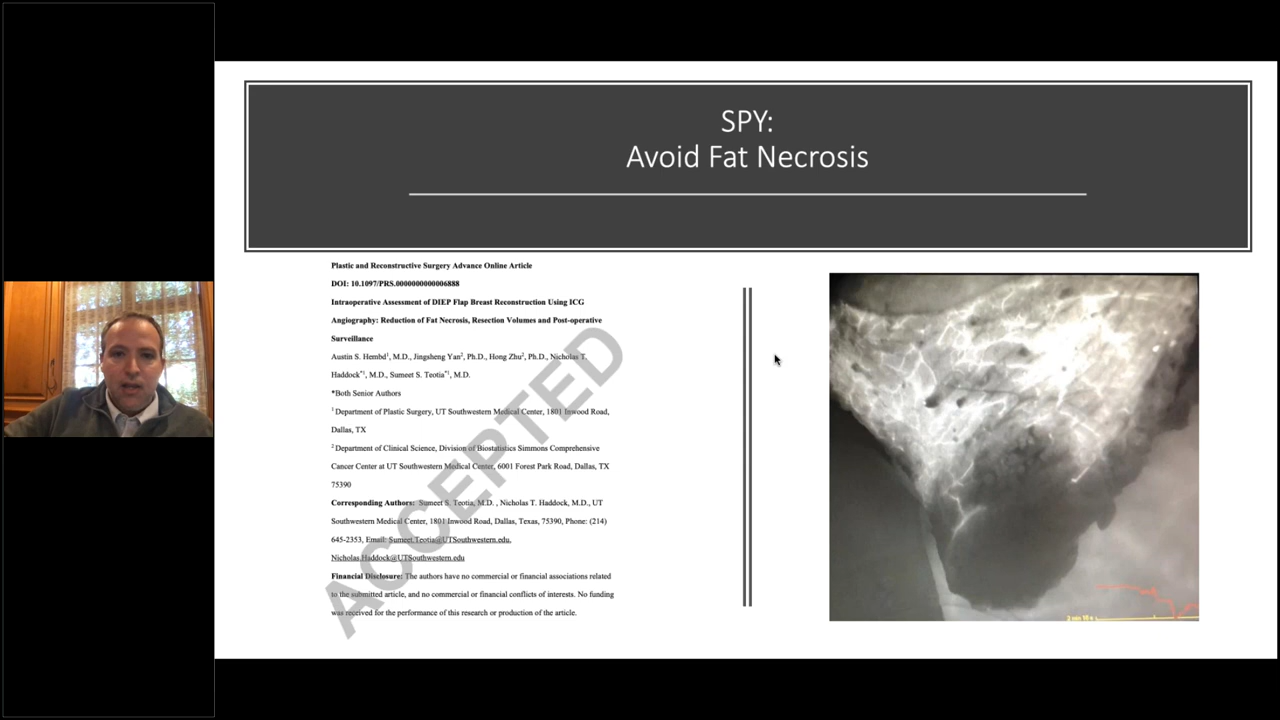 SPY:
Avoid Fat Necrosis
Plastic and Reconstructive Surgery Advance Online Article
DOI: 10.1097/PRS.0000000000006888
Intraoperative Assessment of DIEP Flap Breast Reconstruction Using ICG
Angiography: Reduction of Fat Necrosis, Resection Volumes and Post-operative
Surveillance
Austin S. Hembd1, M.D., Jingsheng Yan2, Ph.D., Hong Zhu2, Ph.D., Nicholas T.
Haddock*1, M.D., Sumeet S. Teotia*1, M.D.
*Both Senior Authors
1 Department of Plastic Surgery, UT Southwestern Medical Center, 1801 Inwood Road,
Dallas, TX
2 Department of Clinical Science, Division of Biostatistics Simmons Comprehensive
Cancer Center at UT Southwestern Medical Center, 6001 Forest Park Road, Dallas, TX
75390
Corresponding Authors: Sumeet S. Teotia, M.D. , Nicholas T. Haddock, M.D., UT
Southwestern Medical Center, 1801 Inwood Road, Dallas, Texas, 75390, Phone: (214)
645-2353, Email: Sumeet.Teotia@UTSouthwestern.edu,
Nicholas.Haddock@UTSouthwestern.edu
Financial Disclosure: The authors have no commercial or financial associations related
to the submitted article, and no commercial or financial conflicts of interests. No funding
was received for the performance of this research or production of the article.
ACCEPTED